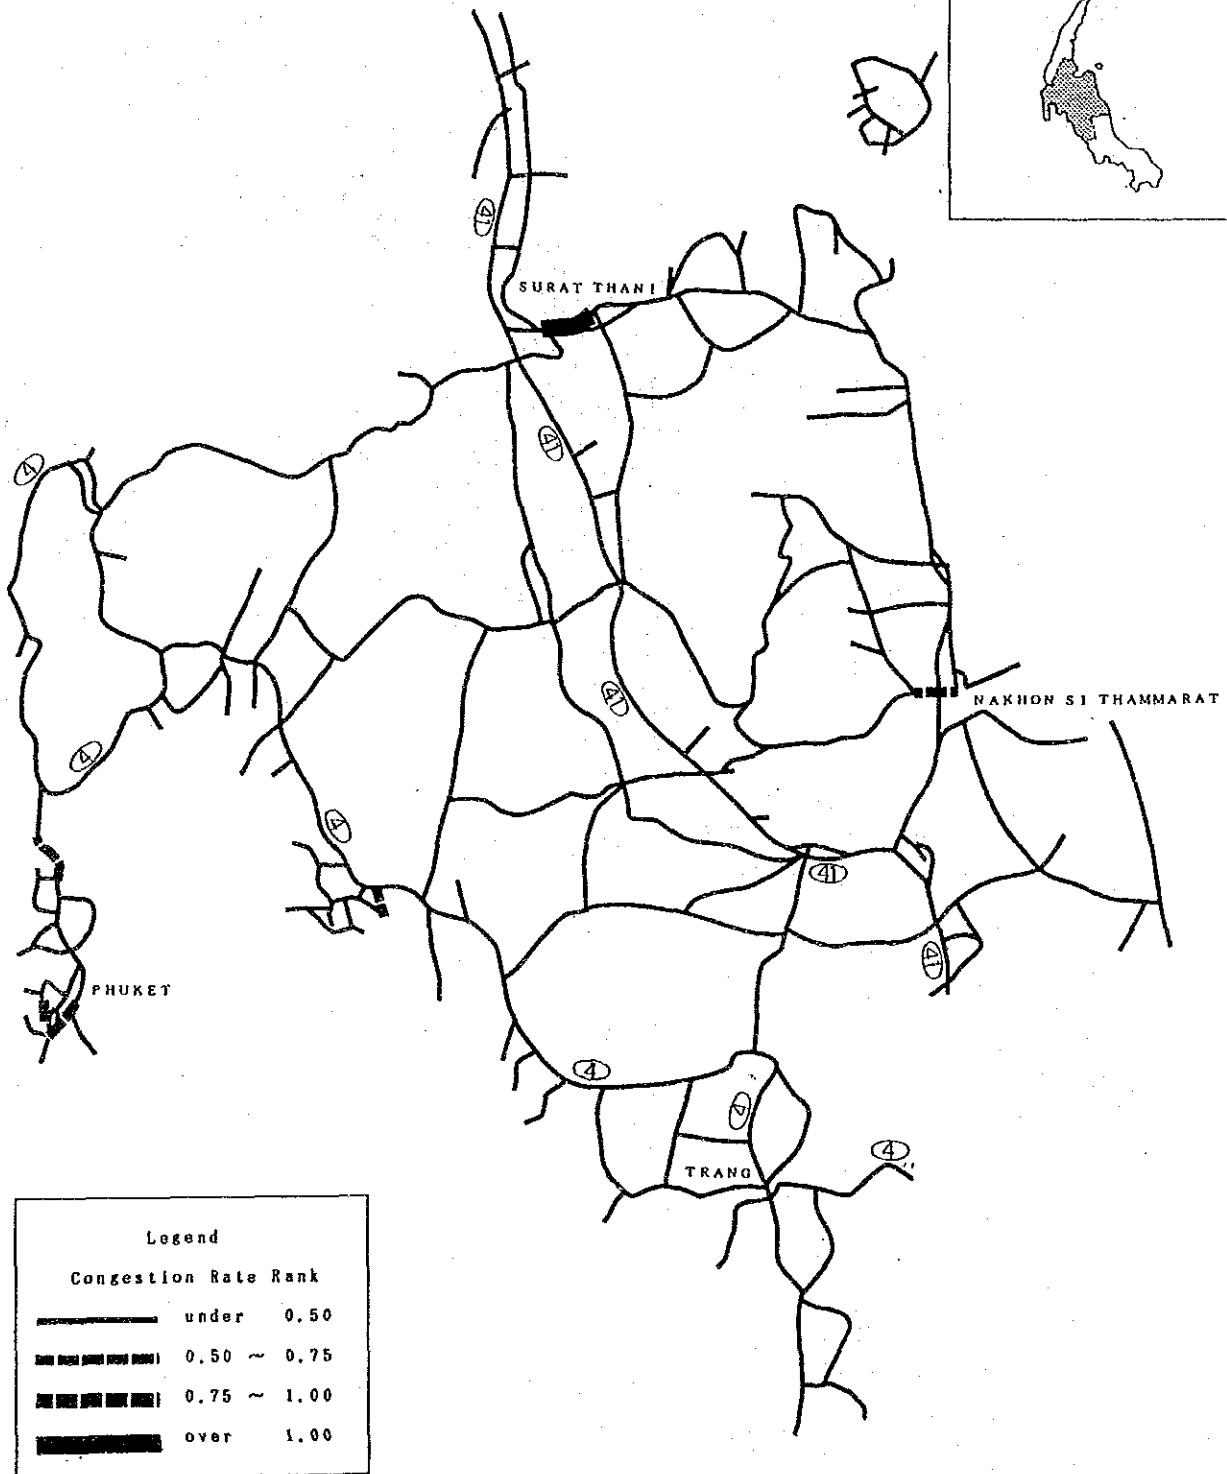 41
SURAT THANI
41
4
41
NAKHON SI THAMMARAT
4
4
41
41
PHUKET
4
4
4
TRANG
Legend
Congestion Rate Rank
under 0.50
0.50 ~ 0.75
0.75 ~ 1.00
over 1.00